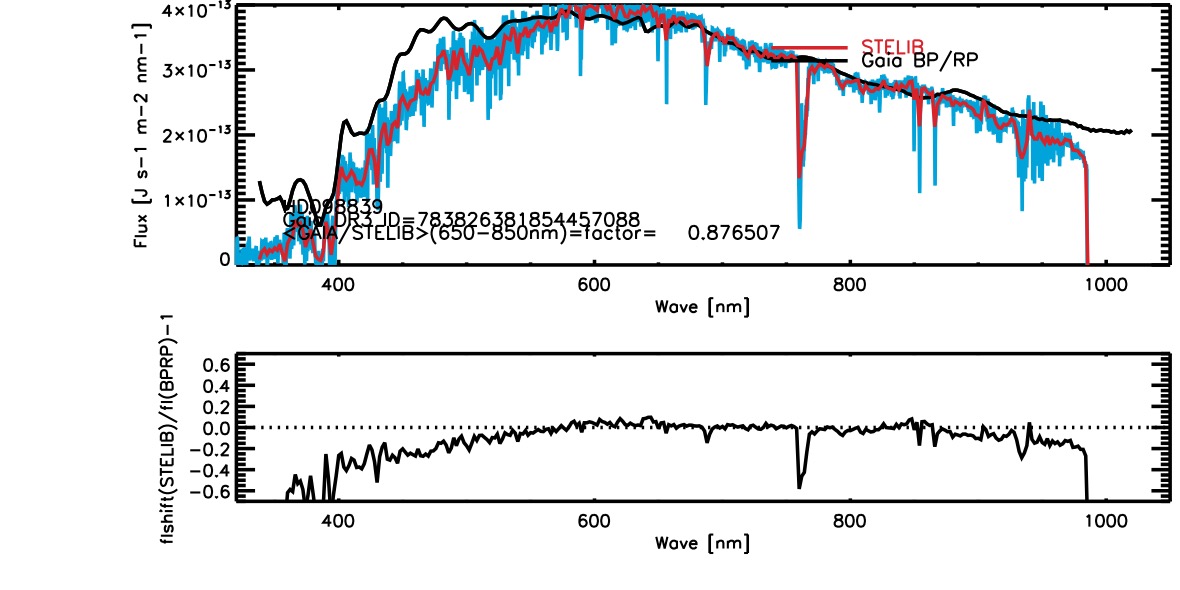 4×10−13
3×10−13
2×10−13
1×10−13
0
Flux [J s−1 m−2 nm−1]
STELIB
Gaia BP/RP
HD098839
Gaia DR3 ID=783826381854457088
<GAIA/STELIB>(650−850nm)=factor= 0.876507
400 600 800 1000
Wave [nm]
0.6
0.4
0.2
0.0
−0.2
−0.4
−0.6
flshift(STELIB)/fl(BPRP)−1
400 600 800 1000
Wave [nm]